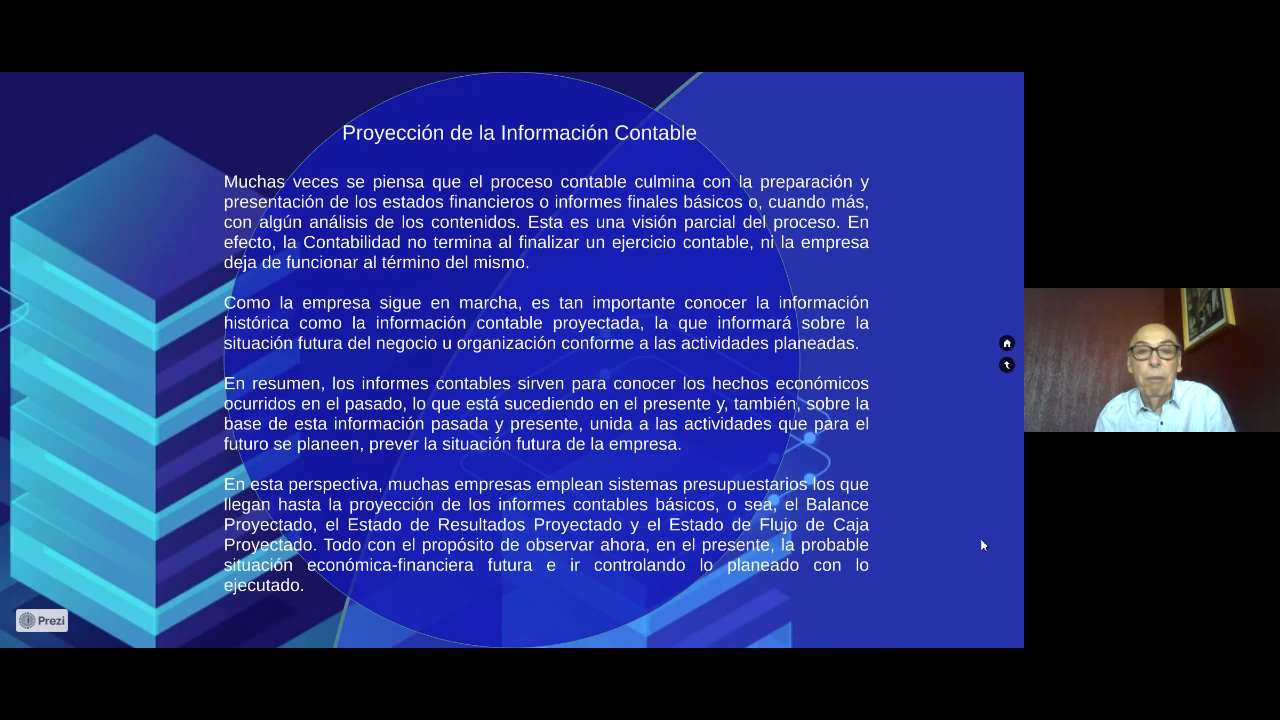 Proyección de la Información Contable
Muchas veces se piensa que el proceso contable culmina con la preparación y
presentación de los estados financieros o informes finales básicos o, cuando más,
con algún análisis de los contenidos. Esta es una visión parcial del proceso. En
efecto, la Contabilidad no termina al finalizar un ejercicio contable, ni la empresa
deja de funcionar al término del mismo.
Como la empresa sigue en marcha, es tan importante conocer la información
histórica como la información contable proyectada, la que informará sobre la
situación futura del negocio u organización conforme a las actividades planeadas.
En resumen, los informes contables sirven para conocer los hechos económicos
ocurridos en el pasado, lo que está sucediendo en el presente y, también, sobre la
base de esta información pasada y presente, unida a las actividades que para el
futuro se planeen, prever la situación futura de la empresa.
En esta perspectiva, muchas empresas emplean sistemas presupuestarios los que
llegan hasta la proyección de los informes contables básicos, o sea, el Balance
Proyectado, el Estado de Resultados Proyectado y el Estado de Flujo de Caja
Proyectado. Todo con el propósito de observar ahora, en el presente, la probable
situación económica-financiera futura e ir controlando lo planeado con lo
ejecutado.
Prezi